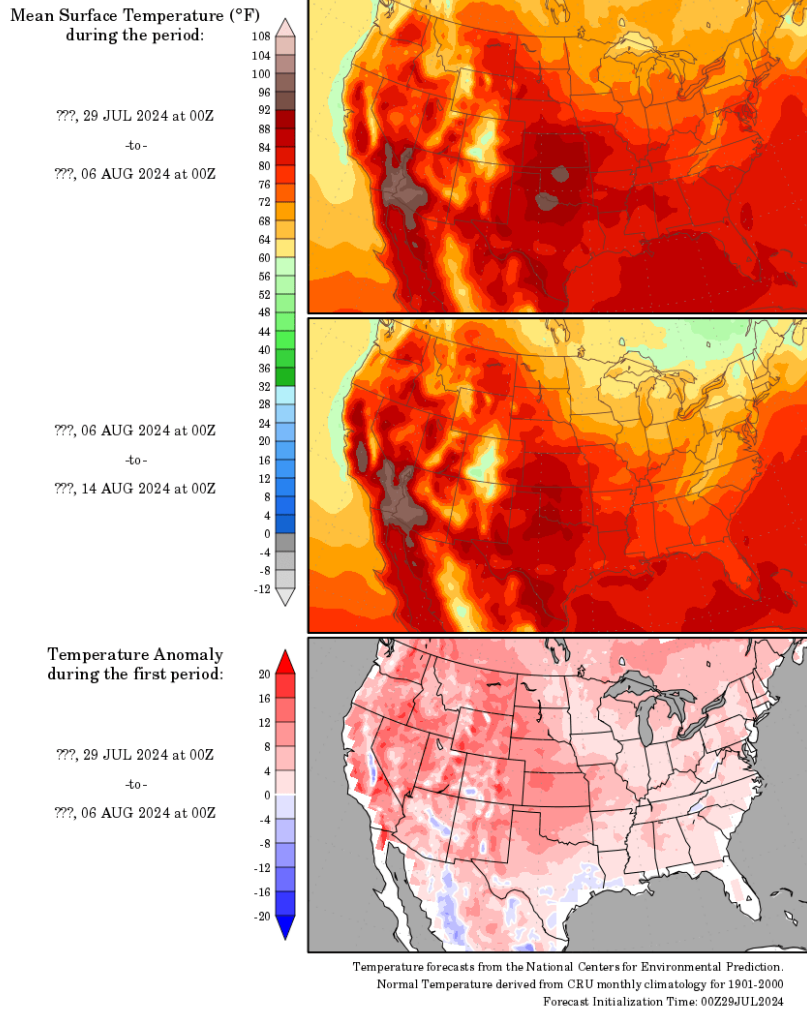 Mean Surface Temperature (°F)
during the period:
???, 29 JUL 2024 at 00Z
-to-
???, 06 AUG 2024 at 00Z
108
104
100
96
92
88
84
80
76
72
68
64
60
56
52
48
44
40
36
32
28
24
20
16
12
8
4
0
-4
-8
-12
???, 06 AUG 2024 at 00Z
-to-
???, 14 AUG 2024 at 00Z
Temperature Anomaly
during the first period:
???, 29 JUL 2024 at 00Z
-to-
???, 06 AUG 2024 at 00Z
20
16
12
8
4
0
-4
-8
-12
-16
-20
Temperature forecasts from the National Centers for Environmental Prediction.
Normal Temperature derived from CRU monthly climatology for 1901-2000
Forecast Initialization Time: 00Z29JUL2024